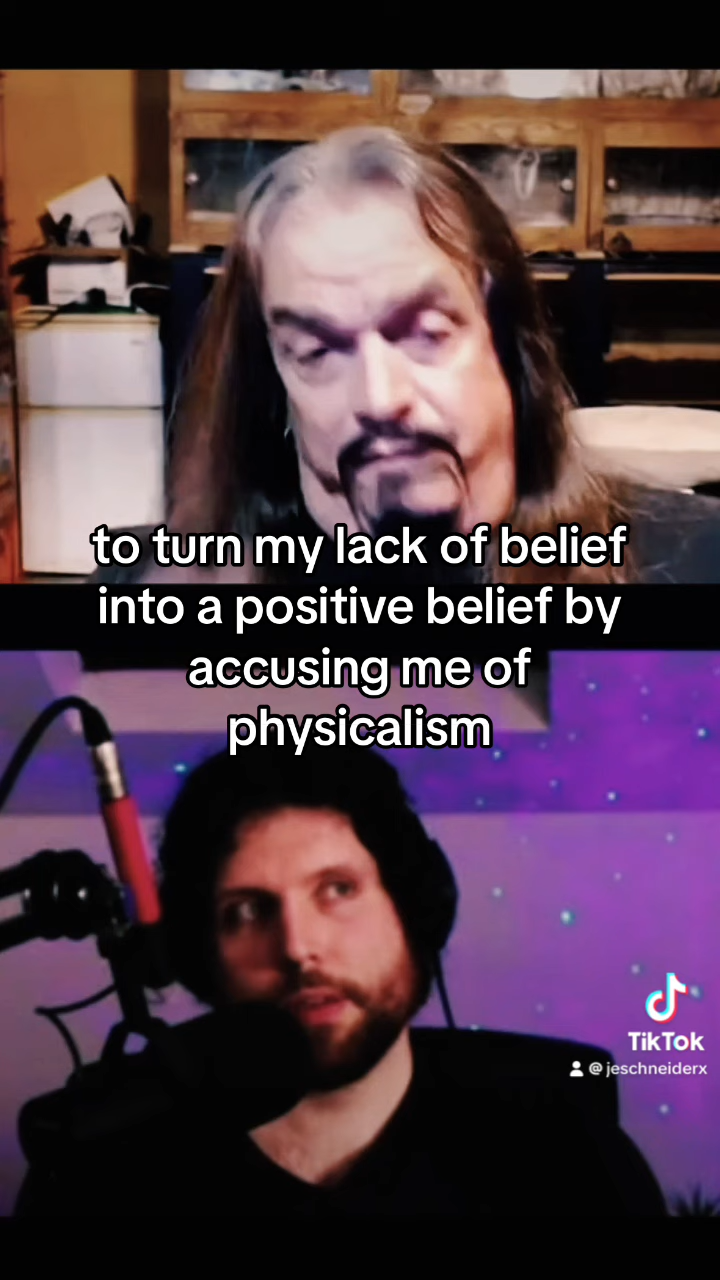 to turn my lack of belief
into a positive belief by
accusing me of
physicalism
TikTok
@jeschneiderx